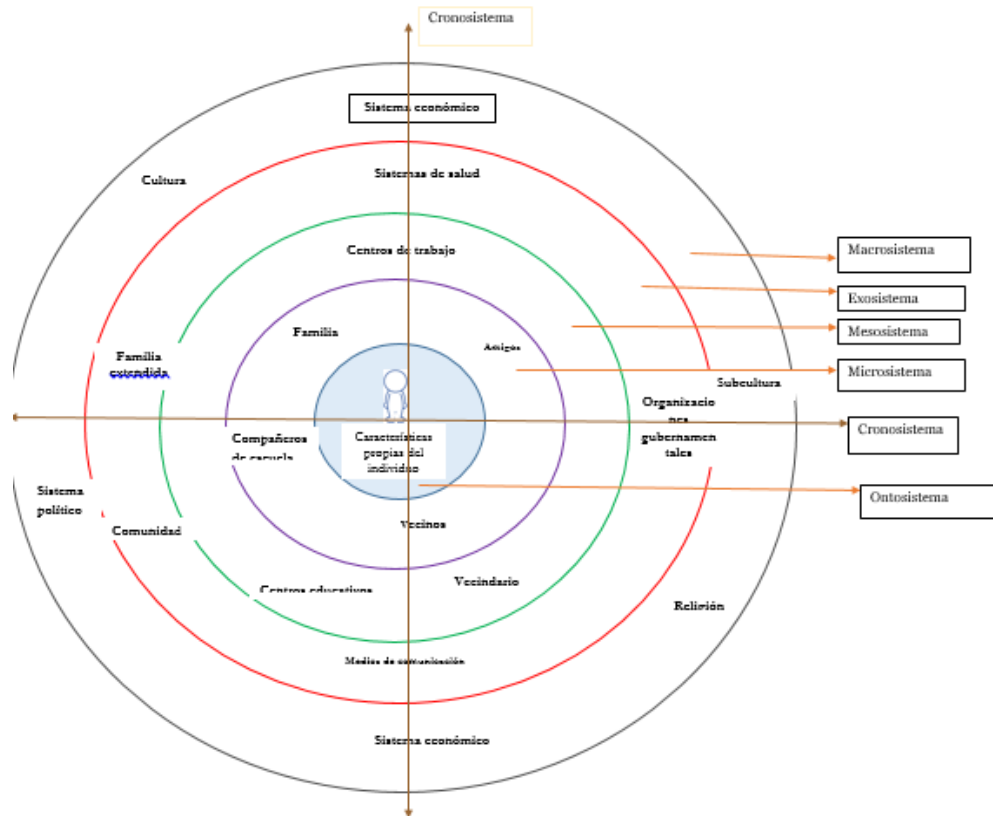 Cronosistema
Sistema económico
Cultura
Sistemas de salud
Centros de trabajo
Macrosistema
Exosistema
Mesosistema
Microsistema
Cronosistema
Ontosistema
Familia
Amigos
Familia
extendida
Subcultura
Organizacio
nes
gubernamen
tales
Compañeros
de escuela
Características
propias del
individuo
Sistema
político
Comunidad
Vecinos
Centros educativos
Vecindario
Religión
Medios de comunicación
Sistema económico